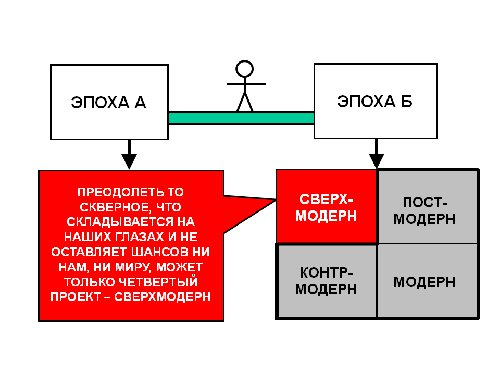 ЭПОХА А
ЭПОХА Б
ПРЕОДОЛЕТЬ ТО
СКВЕРНОЕ, ЧТО
СКЛАДЫВАЕТСЯ НА
НАШИХ ГЛАЗАХ И НЕ
ОСТАВЛЯЕТ ШАНСОВ НИ
НАМ, НИ МИРУ, МОЖЕТ
ТОЛЬКО ЧЕТВЕРТЫЙ
ПРОЕКТ – СВЕРХМОДЕРН
СВЕРХ-
МОДЕРН
ПОСТ-
МОДЕРН
КОНТР-
МОДЕРН
МОДЕРН